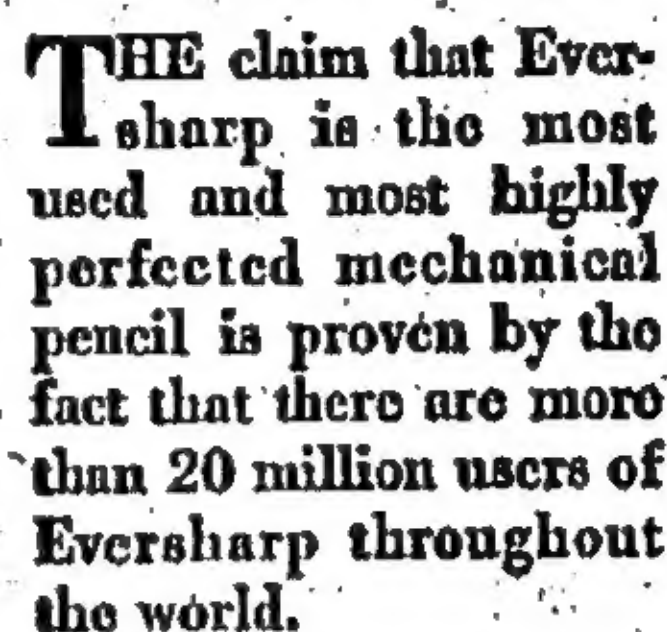 THE claim that Ever-
sharp is the most
used and most highly
perfected mechanical
pencil is proven by the
fact that there are more
than 20 million users of
Eversharp throughout
the world.